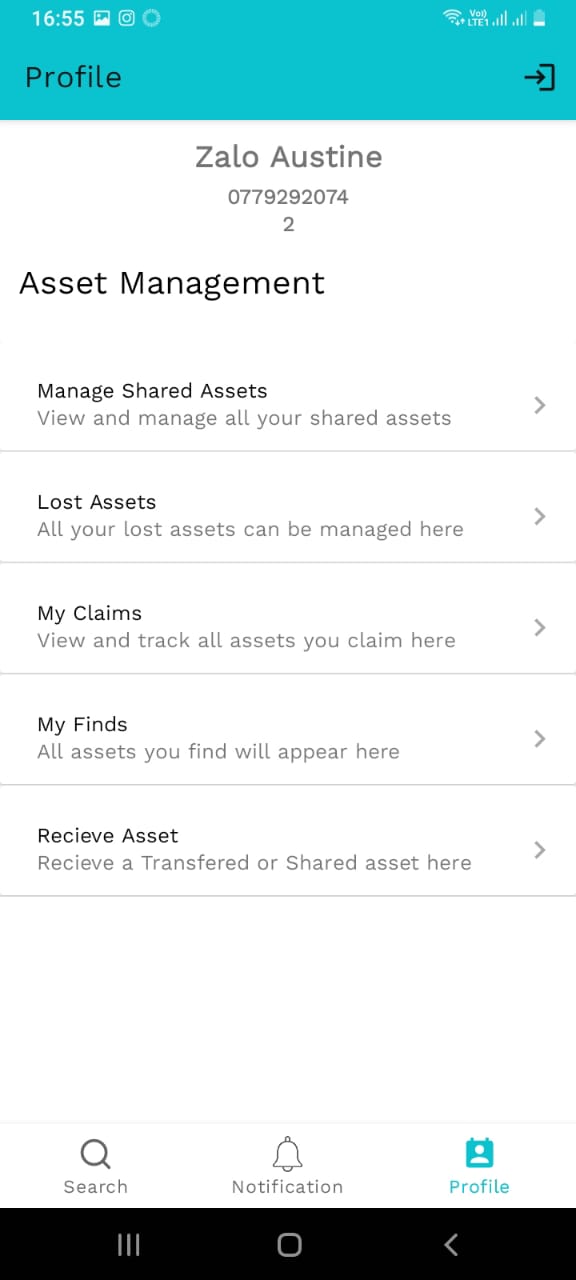 16:55
Vo)
LTE1
Profile
Zalo Austine
0779292074
2
Asset Management
Manage Shared Assets
View and manage all your shared assets
Lost Assets
All your lost assets can be managed here
My Claims
View and track all assets you claim here
My Finds
All assets you find will appear here
Recieve Asset
Recieve a Transfered or Shared asset here
Search
Notification
Profile